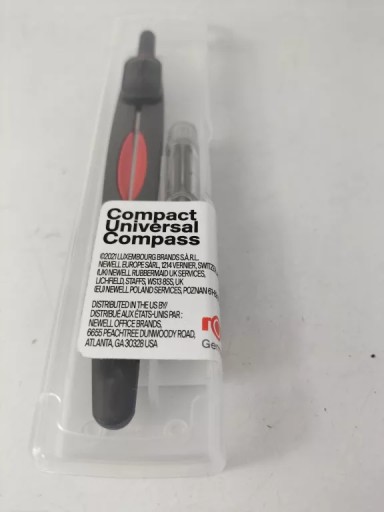 Compact
Universal
Compass
©2021 LUXEMBOURG BRANDS S.À R.L.
NEWELL EUROPE SÀRL, 1214 VERNIER,
(UK) NEWELL RUBBERMAID UK SERVICES,
LICHFIELD, STAFFS, WS13 8SS, UK
(EU) NEWELL POLAND SERVICES, POZNAN
DISTRIBUTED IN THE US BY/
DISTRIBUÉ AUX ÉTATS-UNIS PAR :
NEWELL OFFICE BRANDS,
6655 PEACHTREE DUNWOODY ROAD,
ATLANTA, GA 30328 USA